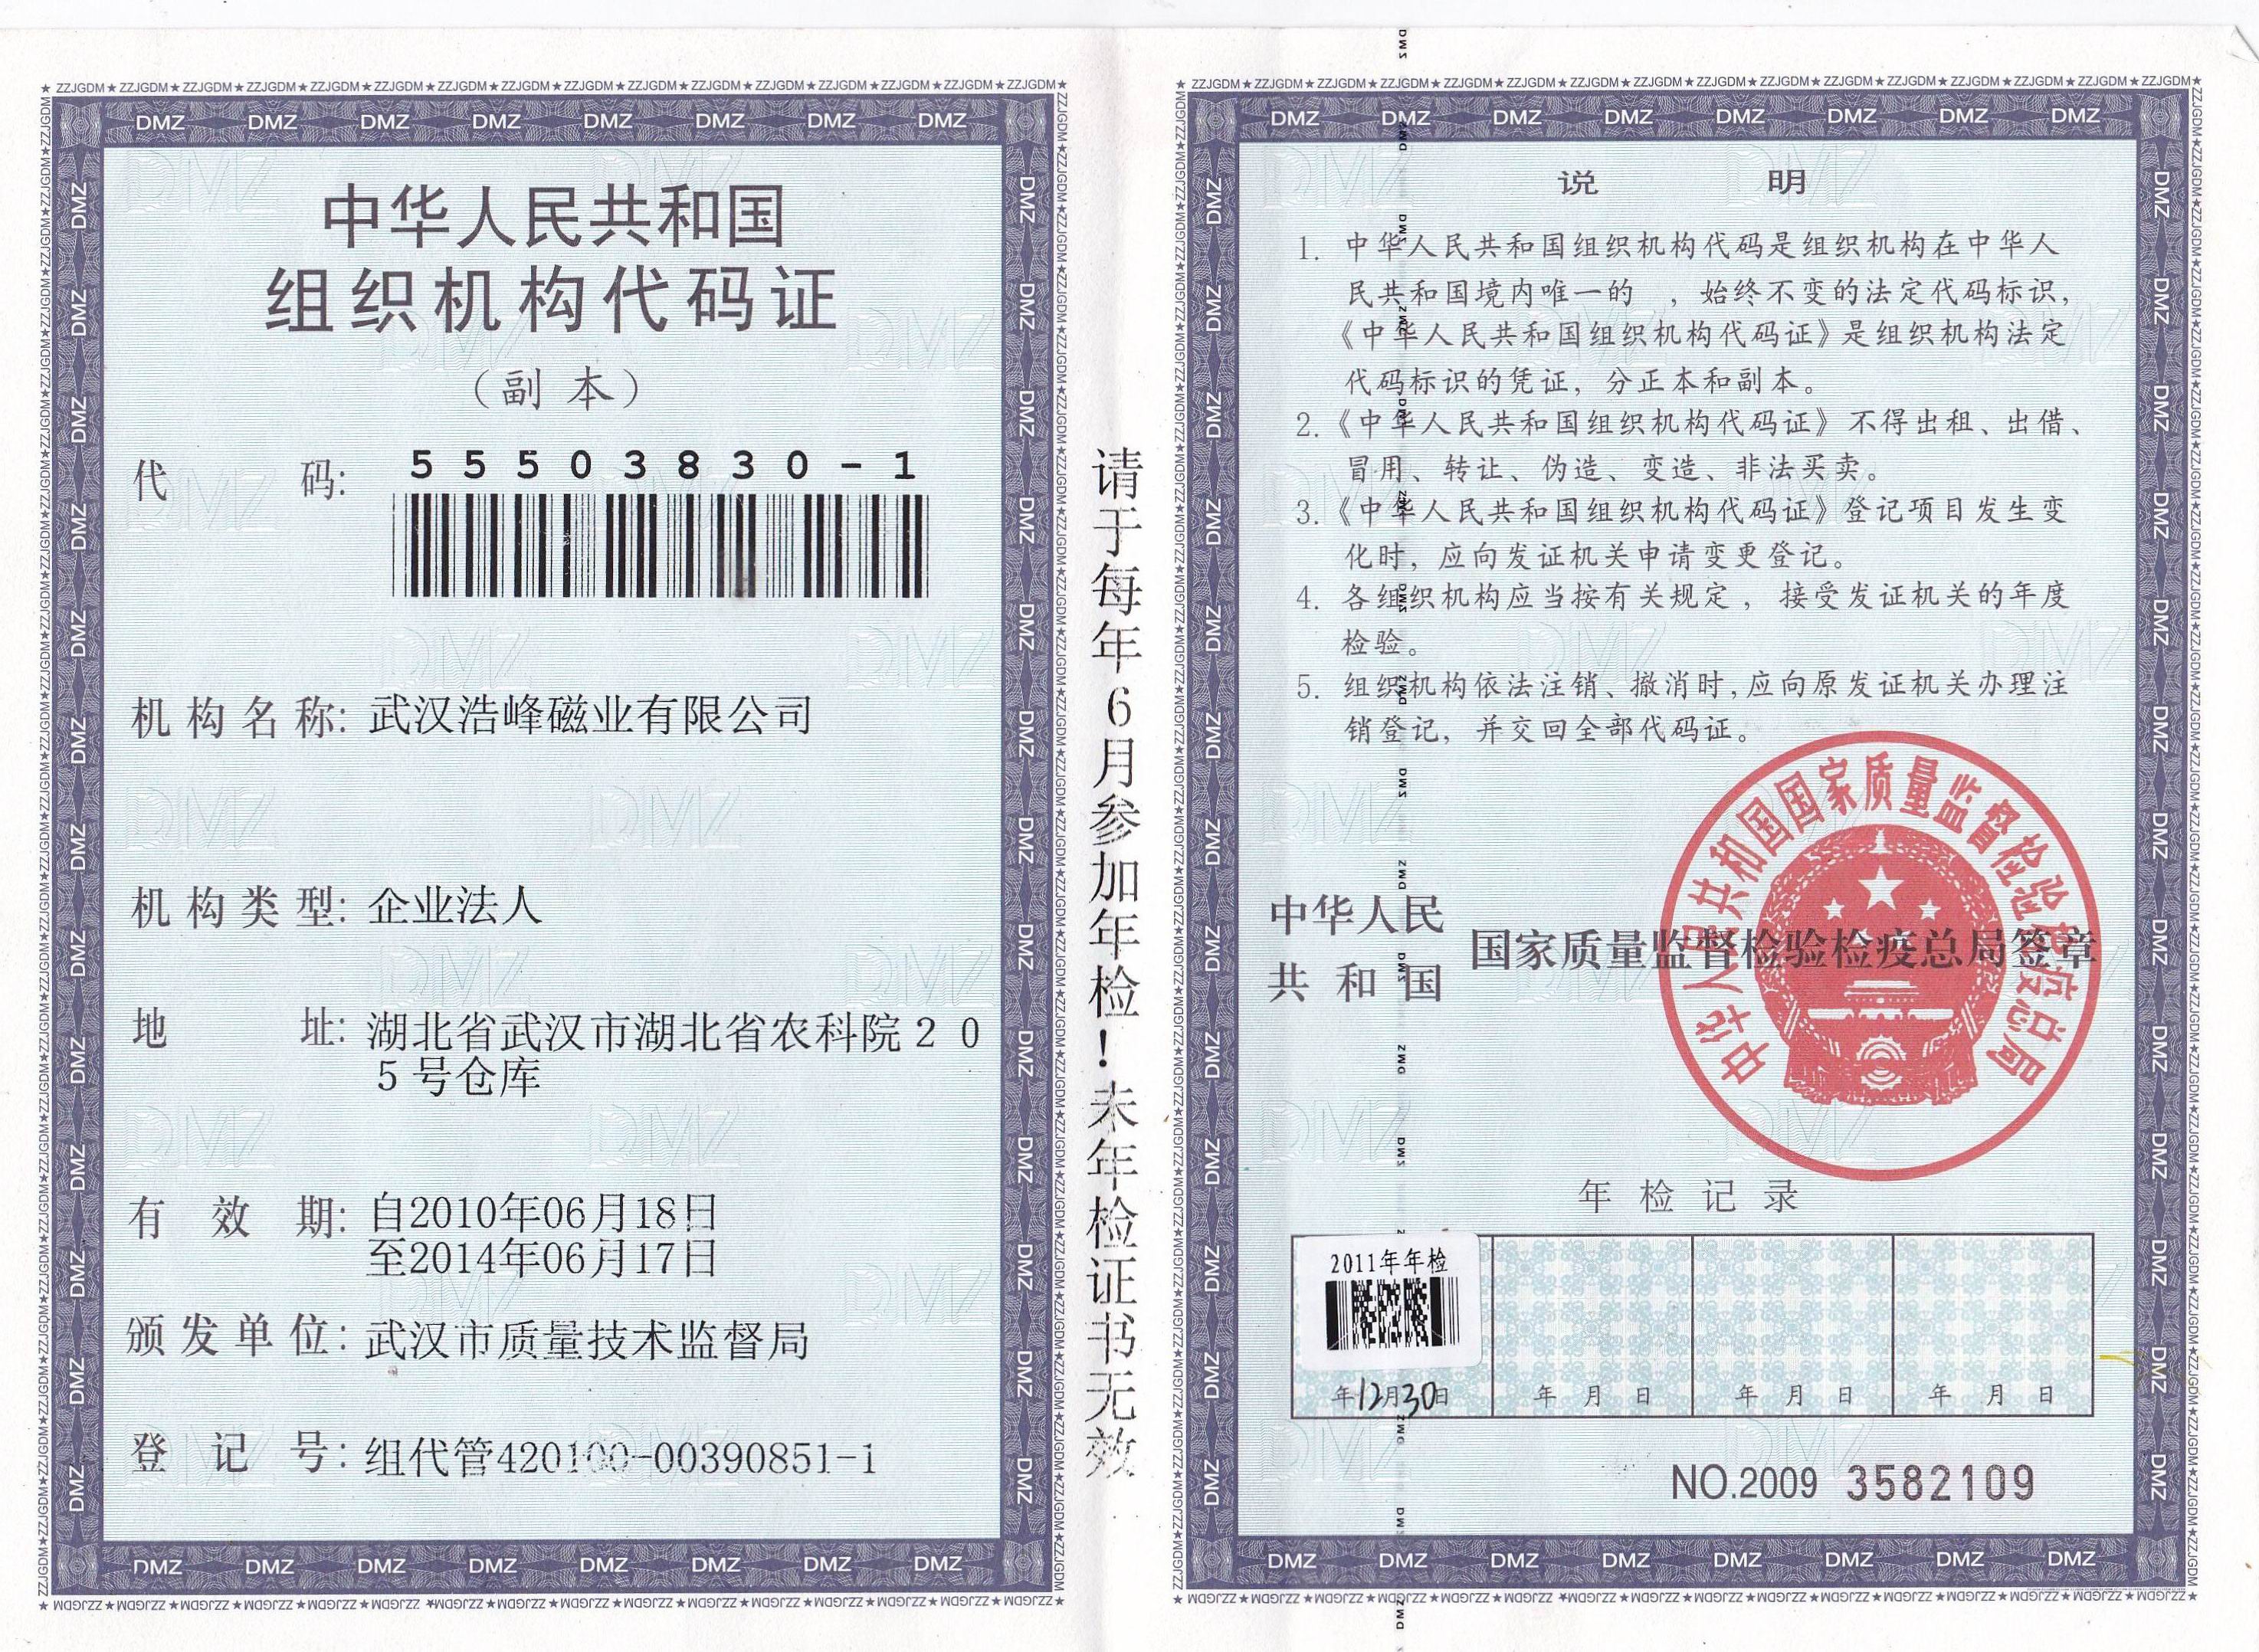 中华人民共和国
组织机构代码证
（副 本）
代 码: 55503830-1
机构名称: 武汉浩峰磁业有限公司
机构类型: 企业法人
地 址: 湖北省武汉市湖北省农科院20
5号仓库
有 效 期: 自2010年06月18日
至2014年06月17日
颁发单位: 武汉市质量技术监督局
登 记 号: 组代管420100-00390851-1
请于每年6月参加年检！未年检证书无效
说 明
1. 中华人民共和国组织机构代码是组织机构在中华人
民共和国境内唯一的 ，始终不变的法定代码标识,
《中华人民共和国组织机构代码证》是组织机构法定
代码标识的凭证, 分正本和副本。
2.《中华人民共和国组织机构代码证》不得出租、出借、
冒用、转让、伪造、变造、非法买卖。
3.《中华人民共和国组织机构代码证》登记项目发生变
化时, 应向发证机关申请变更登记。
4. 各组织机构应当按有关规定 ，接受发证机关的年度
检验。
5. 组织机构依法注销、撤消时,应向原发证机关办理注
销登记, 并交回全部代码证。
中华人民
共和国
国家质量监督检验检疫总局签章
中华人民共和国国家质量监督检验检疫总局
年检记录
2011年年检
年12月30日
年 月 日
年 月 日
年 月 日
NO.2009 3582109